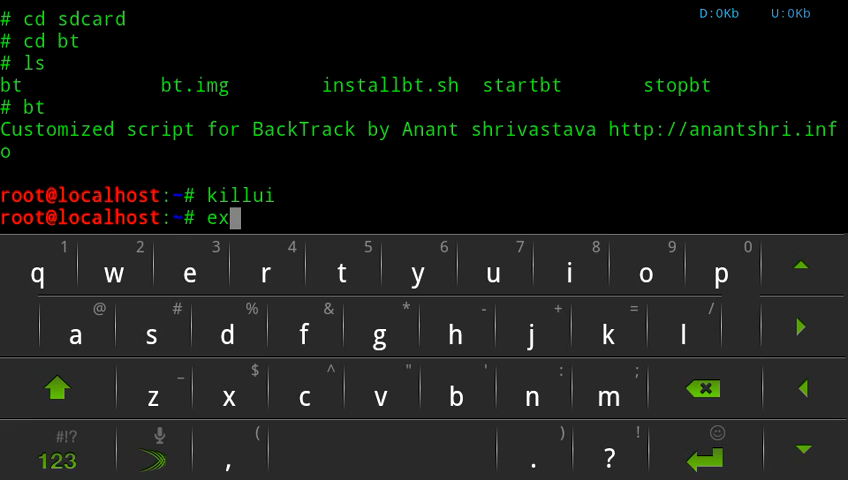 # cd sdcard
D:0Kb U:0Kb
# cd bt
# ls
bt bt.img installbt.sh startbt stopbt
# bt
Customized script for BackTrack by Anant shrivastava http://anantshri.inf
o
root@localhost:~# killui
root@localhost:~# ex
1 2 3 4 5 6 7 8 9 0
q w e r t y u i o p
@ # % & * - + = /
a s d f g h j k l
_ $ ^ " ' : ;
z x c v b n m
#!? ( ) !
123 , . ?